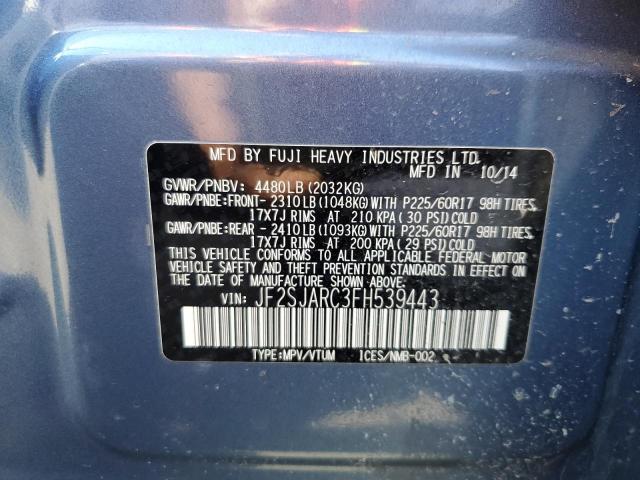 MFD BY FUJI HEAVY INDUSTRIES LTD.
MFD IN 10/14
GVWR/PNBV: 4480LB (2032KG)
GAWR/PNBE:FRONT- 2310LB (1048KG) WITH P225/60R17 98H TIRES,
17X7J RIMS AT 210 KPA (30 PSI) COLD
GAWR/PNBE:REAR - 2410LB (1093KG) WITH P225/60R17 98H TIRES,
17X7J RIMS AT 200 KPA (29 PSI) COLD
THIS VEHICLE CONFORMS TO ALL APPLICABLE FEDERAL MOTOR
VEHICLE SAFETY AND THEFT PREVENTION STANDARDS IN EFFECT ON
THE DATE OF MANUFACTURE SHOWN ABOVE.
VIN: JF2SJARC3FH539443
TYPE:MPV/VTUM ICES/NMB-002